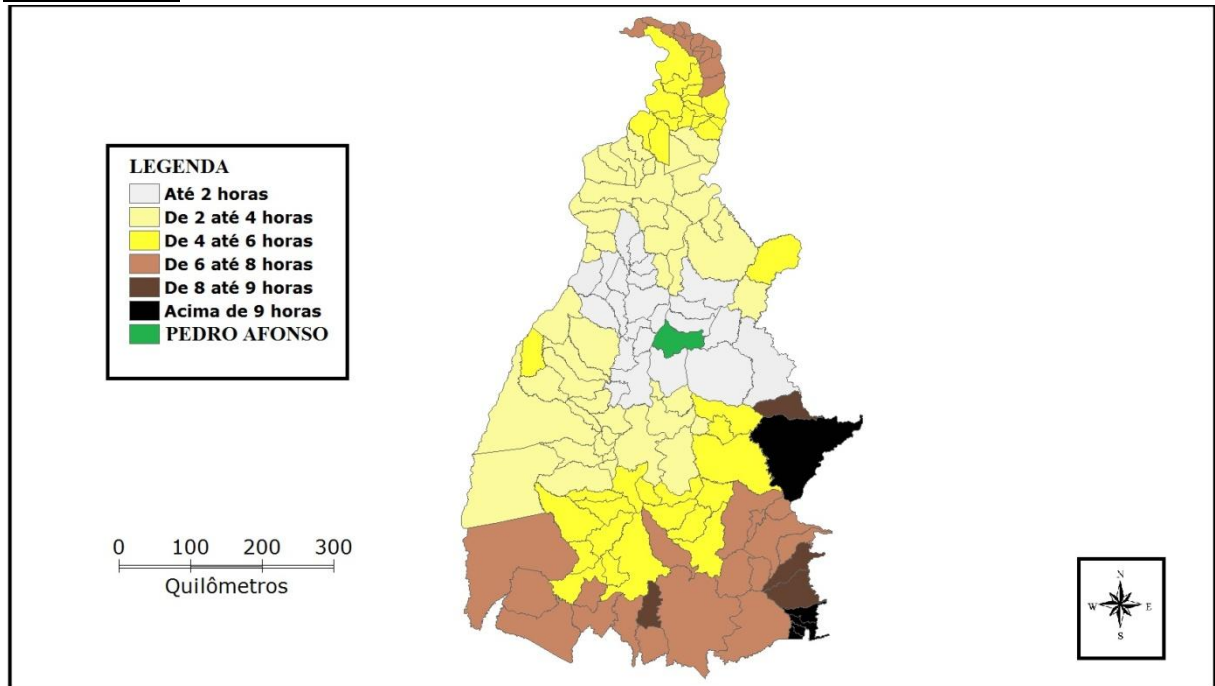 LEGENDA
Até 2 horas
De 2 até 4 horas
De 4 até 6 horas
De 6 até 8 horas
De 8 até 9 horas
Acima de 9 horas
PEDRO AFONSO
0 100 200 300
Quilômetros
N
W E
S